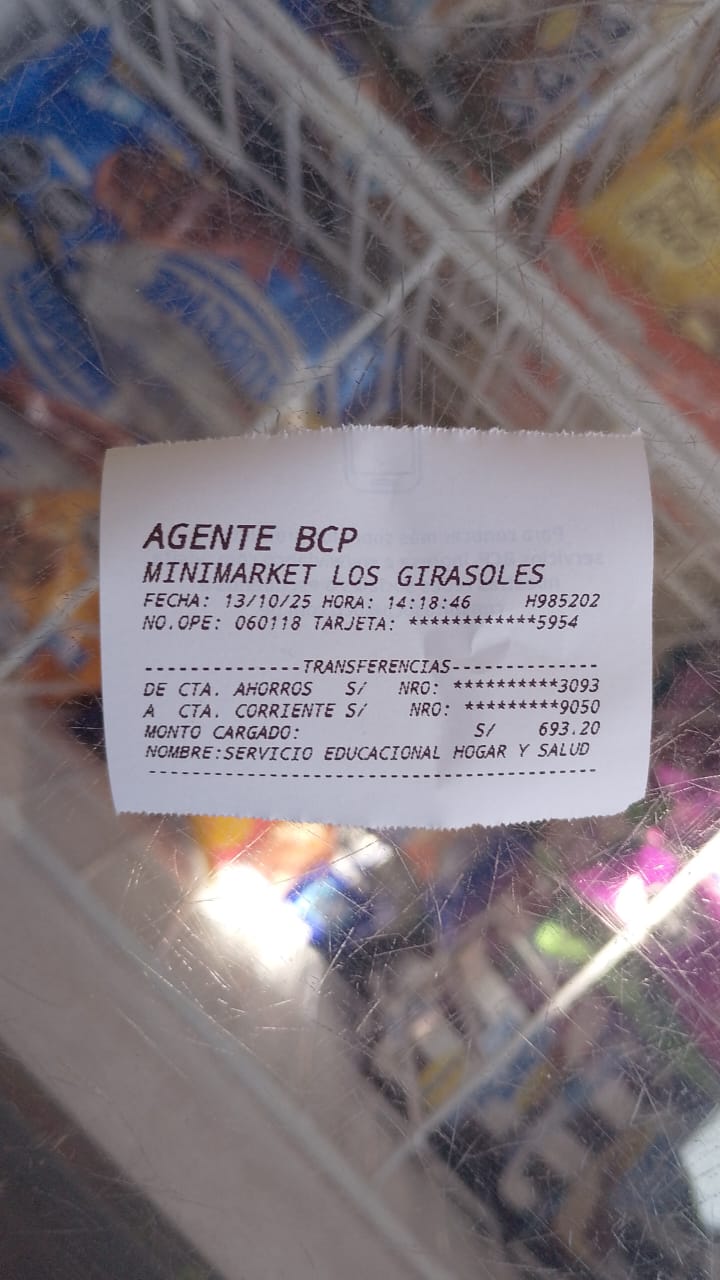 AGENTE BCP
MINIMARKET LOS GIRASOLES
FECHA: 13/10/25 HORA: 14:18:46 H985202
NO.OPE: 060118 TARJETA: ************5954
--------------TRANSFERENCIAS-------------
DE CTA. AHORROS S/ NRO: **********3093
A CTA. CORRIENTE S/ NRO: *********9050
MONTO CARGADO: S/ 693.20
NOMBRE:SERVICIO EDUCACIONAL HOGAR Y SALUD
-----------------------------------------